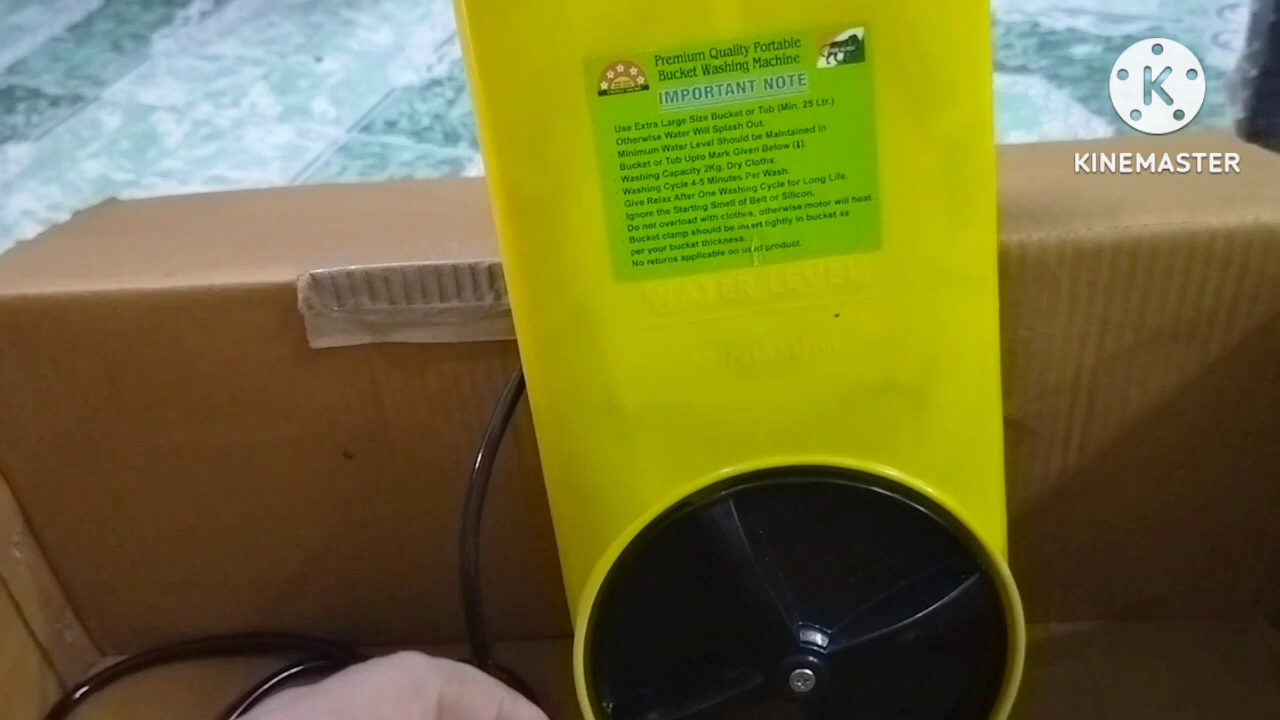 Premium Quality Portable
Bucket Washing Machine
IMPORTANT NOTE
Use Extra Large Size Bucket or Tub (Min. 25 Ltr.)
Otherwise Water Will Splash Out.
Minimum Water Level Should be Maintained in
Bucket or Tub Upto Mark Given Below (⬇).
Washing Capacity 2Kg. Dry Cloths.
Washing Cycle 4-5 Minutes Per Wash.
Give Relax After One Washing Cycle for Long Life.
Ignore the Starting Smell of Belt or Silicon.
Do not overload with clothes, otherwise motor will heat.
Bucket clamp should be insert tightly in bucket as
per your bucket thickness.
No returns applicable on used product.
WATER LEVEL
K
KINEMASTER